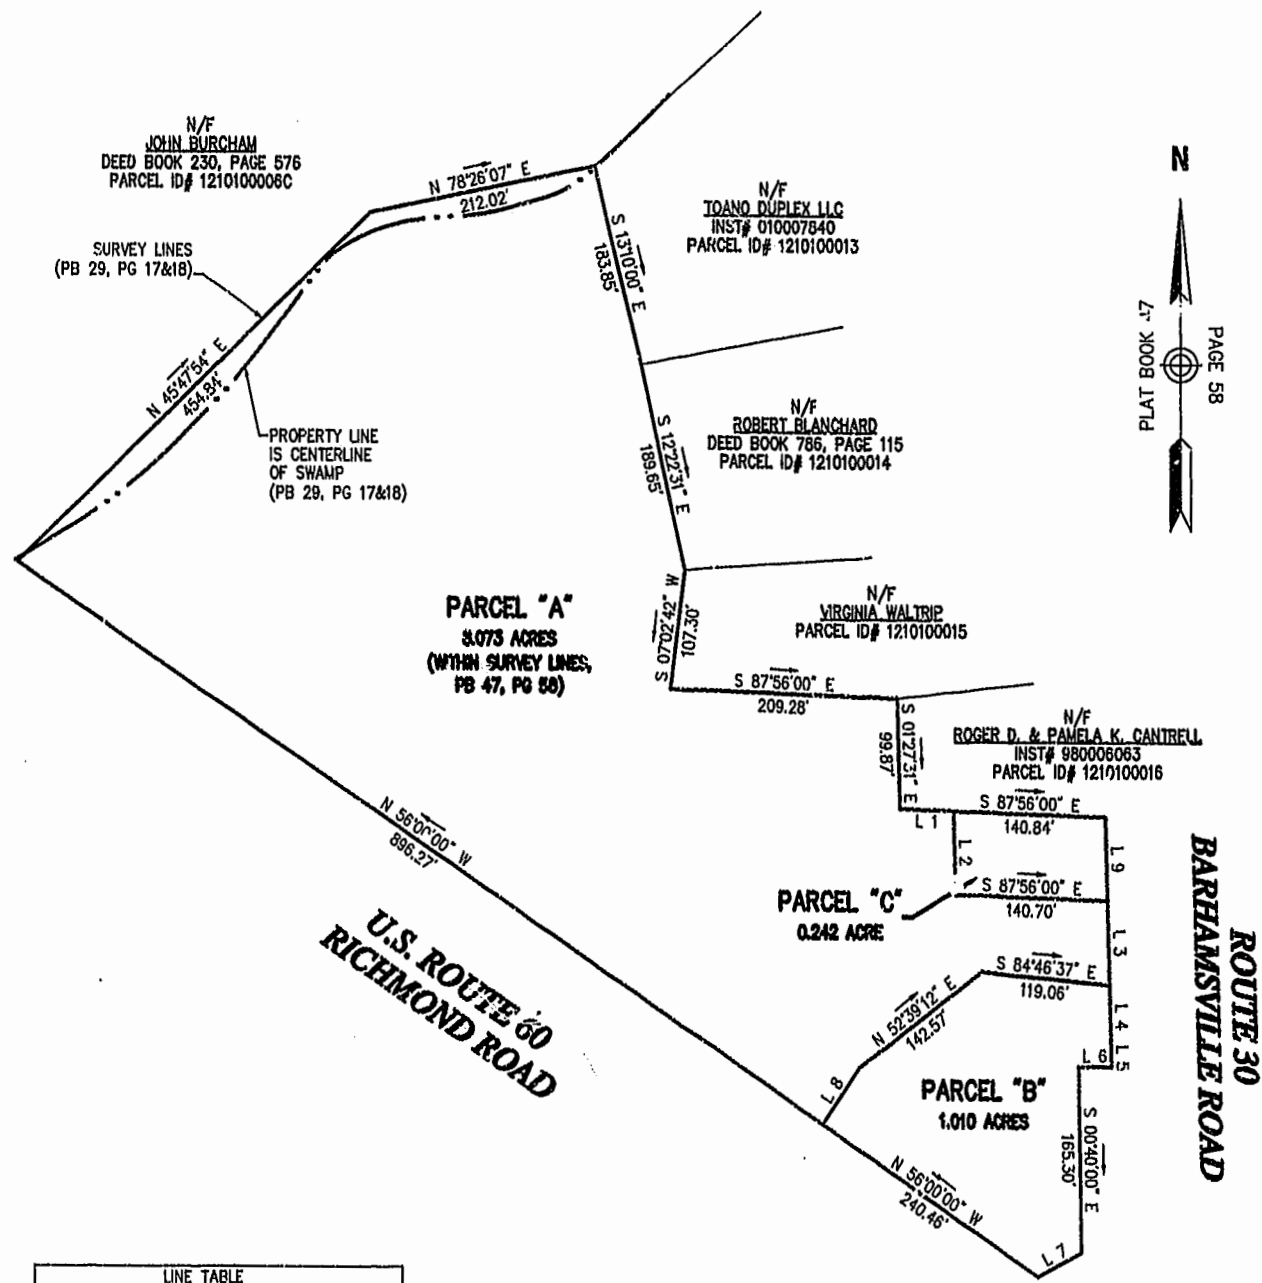 N/F
JOHN BURCHAM
DEED BOOK 230, PAGE 576
PARCEL ID# 1210100006C
SURVEY LINES
(PB 29, PG 17&18)
N 78°26'07" E
212.02'
N 45°47'54" E
454.84'
PROPERTY LINE
IS CENTERLINE
OF SWAMP
(PB 29, PG 17&18)
N/F
TOANO DUPLEX LLC
INST# 010007840
PARCEL ID# 1210100013
S 13°10'00" E
183.85'
N
PLAT BOOK 47
PAGE 58
N/F
ROBERT BLANCHARD
DEED BOOK 786, PAGE 115
PARCEL ID# 1210100014
S 12°22'31" E
189.65'
PARCEL "A"
8.073 ACRES
(WITHIN SURVEY LINES,
PB 47, PG 58)
S 07°02'42" W
107.30'
N/F
VIRGINIA WALTRIP
PARCEL ID# 1210100015
S 87°56'00" E
209.28'
S 01°27'31" E
99.87'
N/F
ROGER D. & PAMELA K. CANTRELL
INST# 980006063
PARCEL ID# 1210100016
S 87°56'00" E
140.84'
L 1
L 2
L 9
S 87°56'00" E
140.70'
PARCEL "C"
0.242 ACRE
L 3
S 84°46'37" E
119.06'
L 4
L 5
L 6
N 52°39'12" E
142.57'
L 8
PARCEL "B"
1.010 ACRES
S 00°40'00" E
165.30'
N 56°00'00" W
240.46'
L 7
N 56°00'00" W
896.27'
U.S. ROUTE 60
RICHMOND ROAD
ROUTE 30
BARHAMSVILLE ROAD
LINE TABLE